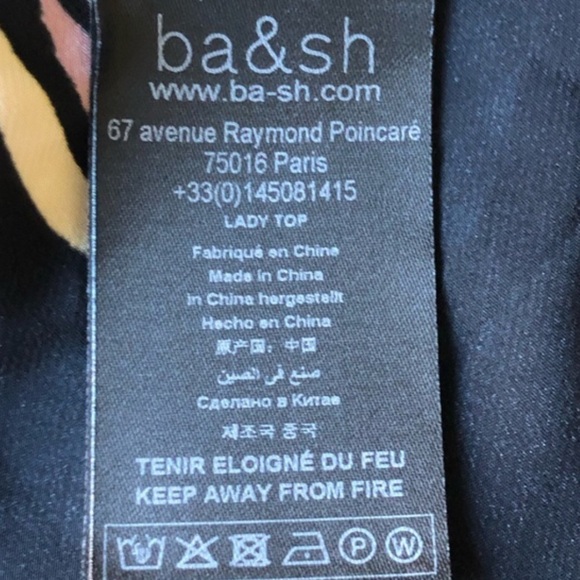 ba&sh
www.ba-sh.com
67 avenue Raymond Poincaré
75016 Paris
+33(0)145081415
LADY TOP
Fabriqué en Chine
Made in China
In China hergestellt
Hecho en China
原产国：中国
صنع في الصين
Сделано в Китае
제조국 중국
TENIR ELOIGNÉ DU FEU
KEEP AWAY FROM FIRE
P W